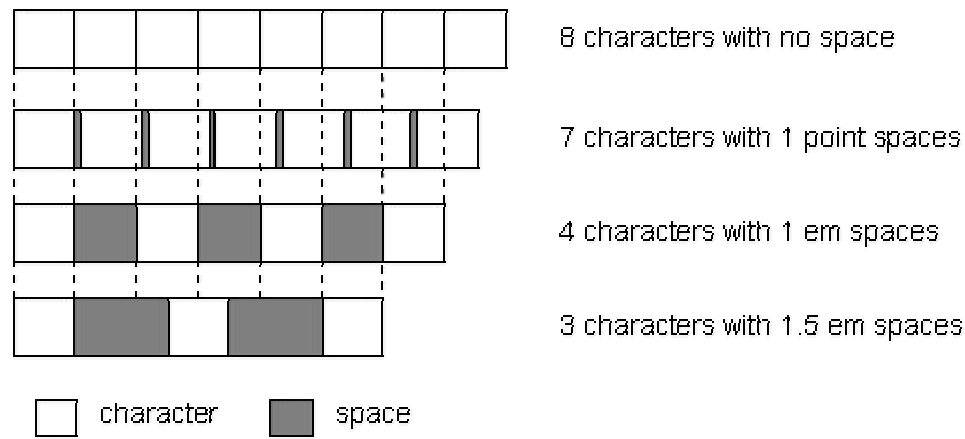 8 characters with no space
7 characters with 1 point spaces
4 characters with 1 em spaces
3 characters with 1.5 em spaces
character space